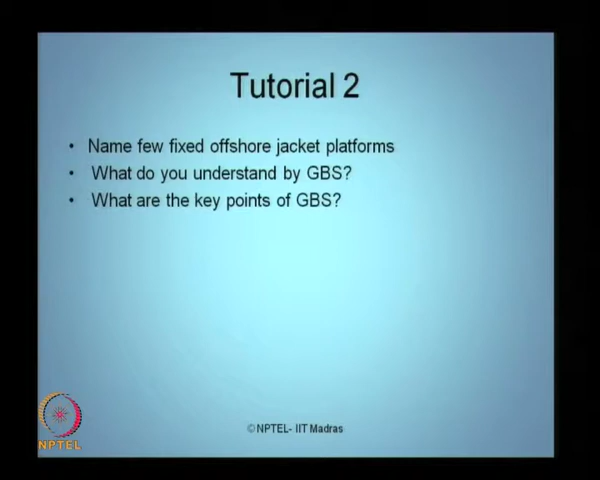 Tutorial 2
• Name few fixed offshore jacket platforms
• What do you understand by GBS?
• What are the key points of GBS?
NPTEL
©NPTEL- IIT Madras